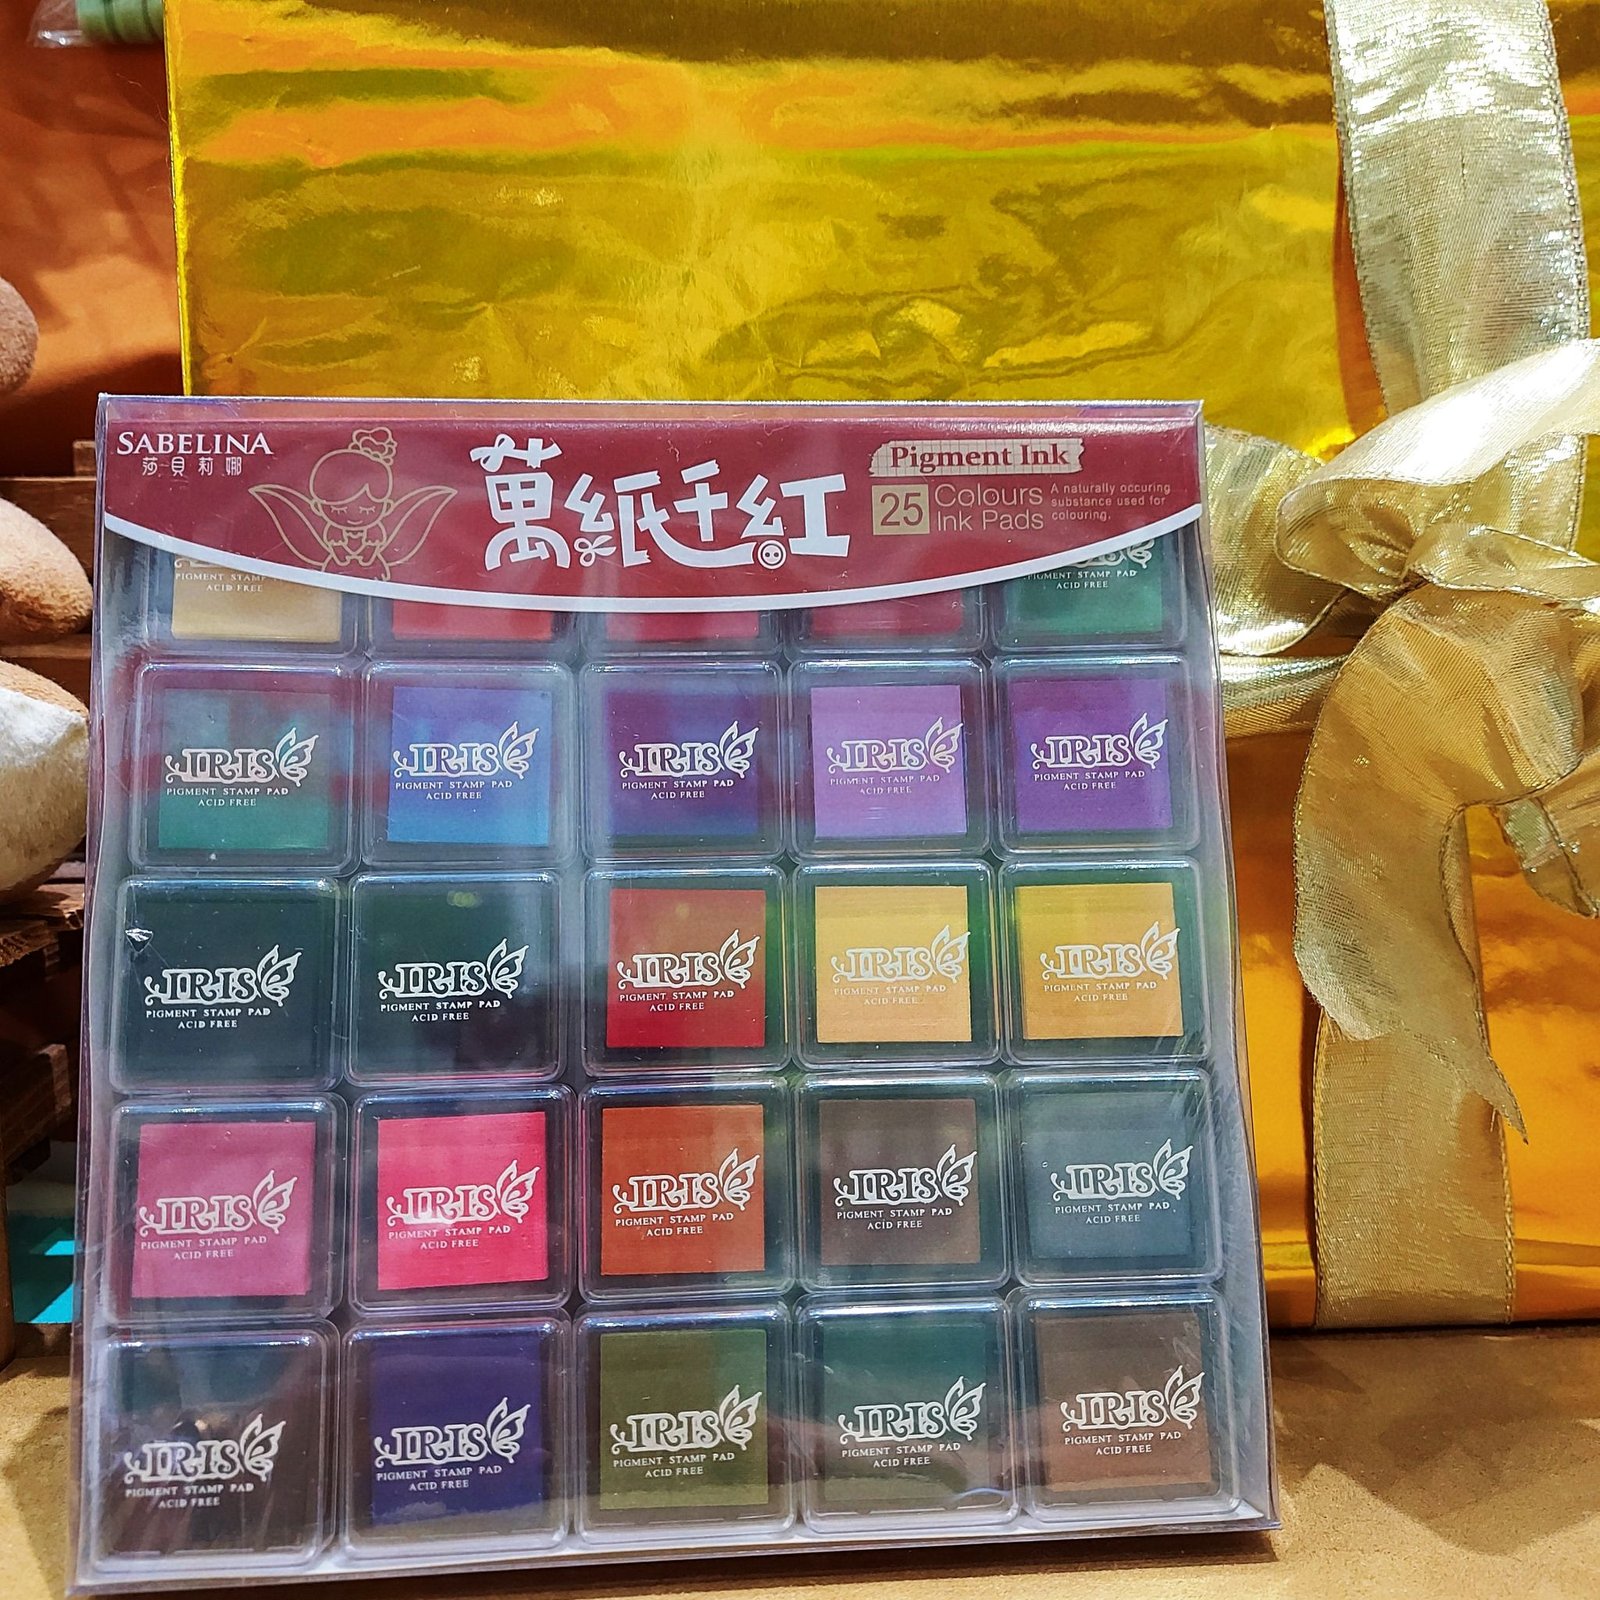 SABELINA
莎貝莉娜
萬紙千紅
Pigment Ink
25 Colours
Ink Pads
A naturally occuring
substance used for
colouring.
PIGMENT STAMP
ACID FREE
PIGMENT STAMP PAD
ACID FREE
IRIS
PIGMENT STAMP PAD
ACID FREE
IRIS
PIGMENT STAMP PAD
ACID FREE
IRIS
PIGMENT STAMP PAD
ACID FREE
IRIS
PIGMENT STAMP PAD
ACID FREE
IRIS
PIGMENT STAMP PAD
ACID FREE
IRIS
PIGMENT STAMP PAD
ACID FREE
IRIS
PIGMENT STAMP PAD
ACID FREE
IRIS
PIGMENT STAMP PAD
ACID FREE
IRIS
PIGMENT STAMP PAD
ACID FREE
IRIS
PIGMENT STAMP PAD
ACID FREE
IRIS
PIGMENT STAMP PAD
ACID FREE
IRIS
PIGMENT STAMP PAD
ACID FREE
IRIS
PIGMENT STAMP PAD
ACID FREE
IRIS
PIGMENT STAMP PAD
ACID FREE
IRIS
PIGMENT STAMP PAD
ACID FREE
IRIS
PIGMENT STAMP PAD
ACID FREE
IRIS
PIGMENT STAMP PAD
ACID FREE
IRIS
PIGMENT STAMP PAD
ACID FREE
IRIS
PIGMENT STAMP PAD
ACID FREE
IRIS
PIGMENT STAMP PAD
ACID FREE